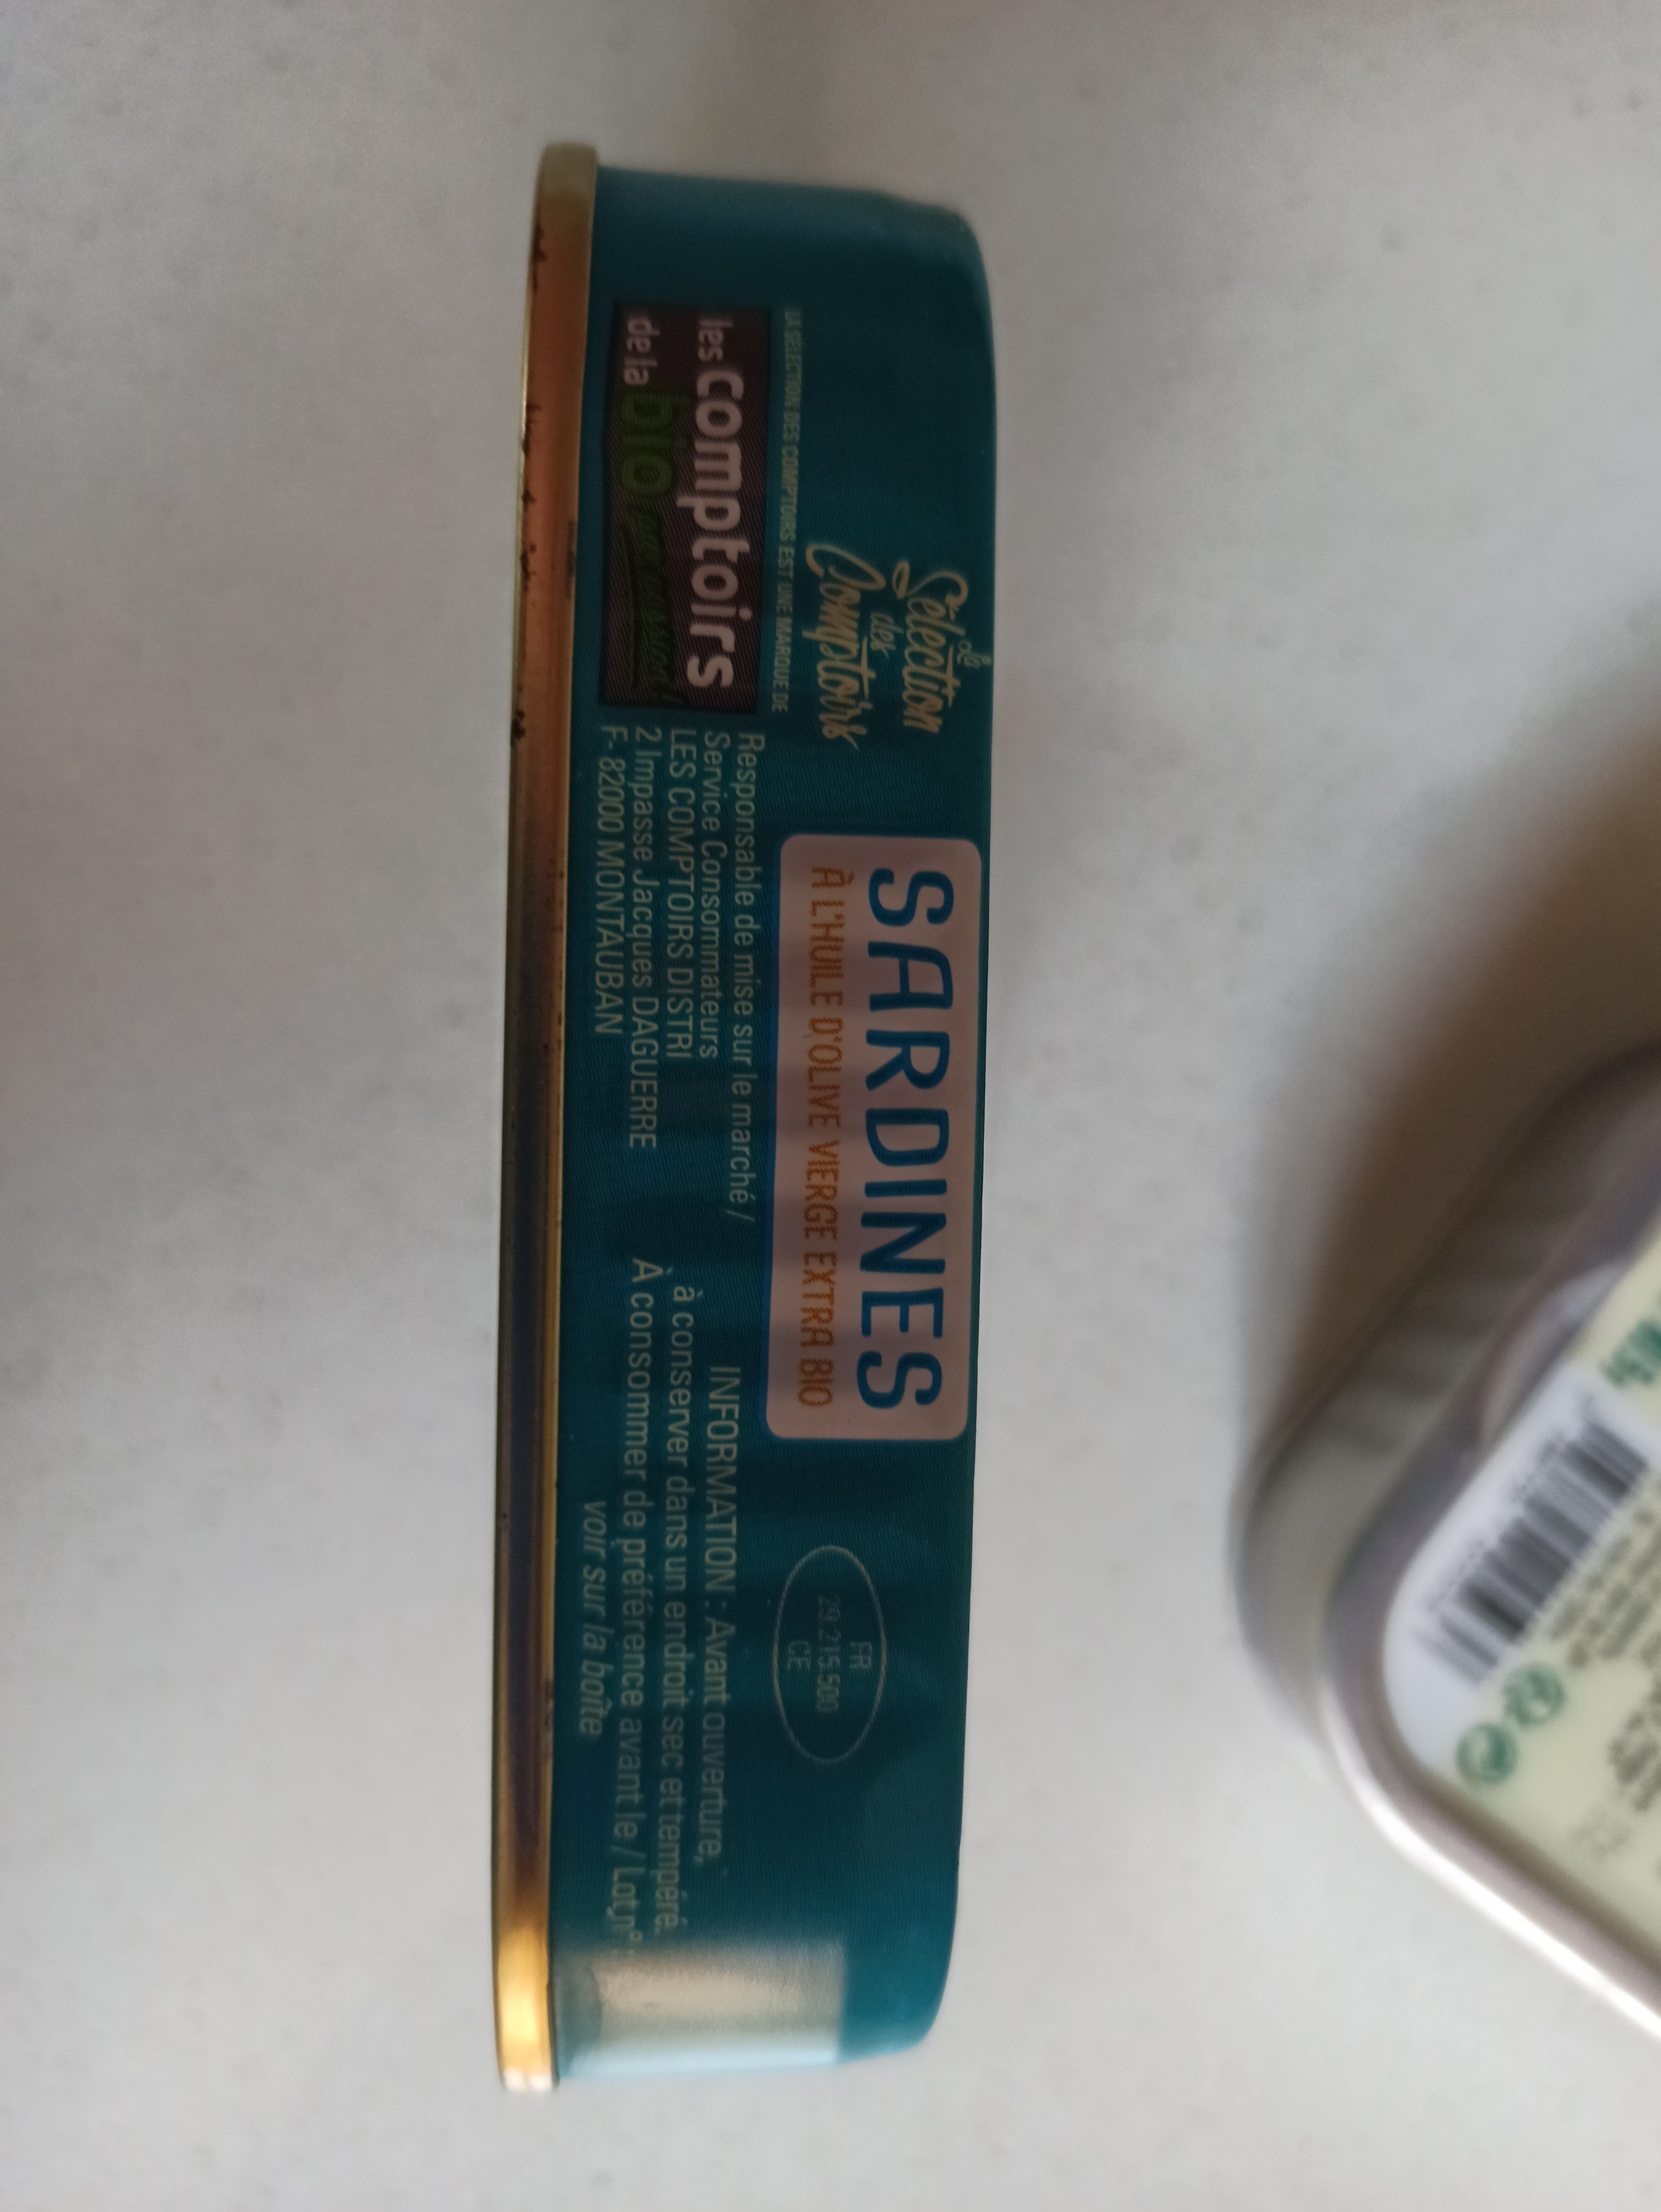 La
Sélection
des
Comptoirs
LA SÉLECTION DES COMPTOIRS EST UNE MARQUE DE
les comptoirs
de la bio
SARDINES
À L'HUILE D'OLIVE VIERGE EXTRA BIO
Responsable de mise sur le marché /
Service Consommateurs
LES COMPTOIRS DISTRI
2 Impasse Jacques DAGUERRE
F- 82000 MONTAUBAN
FR
29.215.500
CE
INFORMATION : Avant ouverture,
à conserver dans un endroit sec et tempéré.
À consommer de préférence avant le / Lot n° :
voir sur la boîte